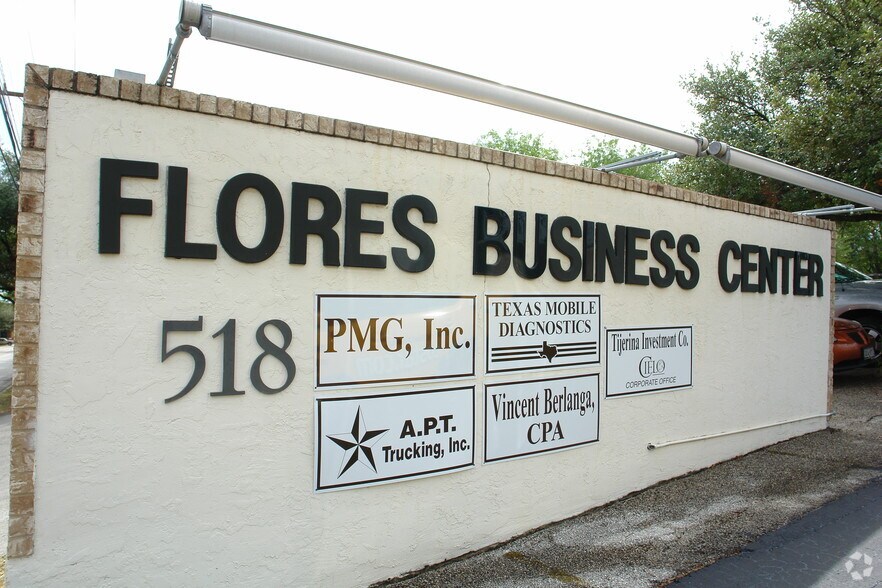 FLORES BUSINESS CENTER
518
PMG, Inc.
TEXAS MOBILE
DIAGNOSTICS
Tijerina Investment Co.
CIELO
CORPORATE OFFICE
A.P.T.
Trucking, Inc.
Vincent Berlanga,
CPA